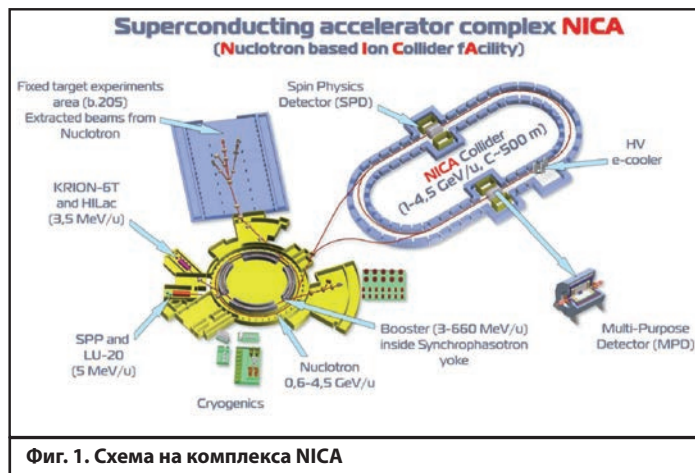 Superconducting accelerator complex NICA
(Nuclotron based Ion Collider fAcility)
Fixed target experiments
area (b.205)
Extracted beams from
Nuclotron
Spin Physics
Detector (SPD)
NICA Collider
(1-4,5 GeV/u, C~500 m)
HV
e-cooler
KRION-6T
and HILac
(3,5 MeV/u)
SPP and
LU-20
(5 MeV/u)
Cryogenics
Nuclotron
0,6-4,5 GeV/u
Booster (3-660 MeV/u)
inside Synchrophasotron
yoke
Multi-Purpose
Detector (MPD)
Фиг. 1. Схема на комплекса NICA